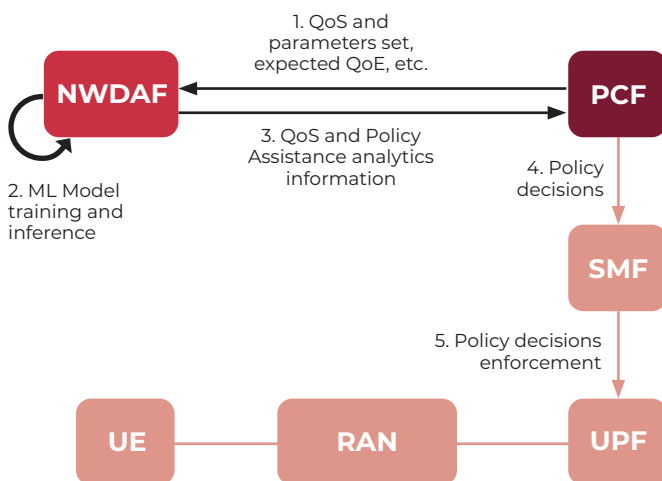 1. QoS and
parameters set,
expected QoE, etc.
NWDAF
PCF
3. QoS and Policy
Assistance analytics
information
2. ML Model
training and
inference
4. Policy
decisions
SMF
5. Policy decisions
enforcement
UE
RAN
UPF